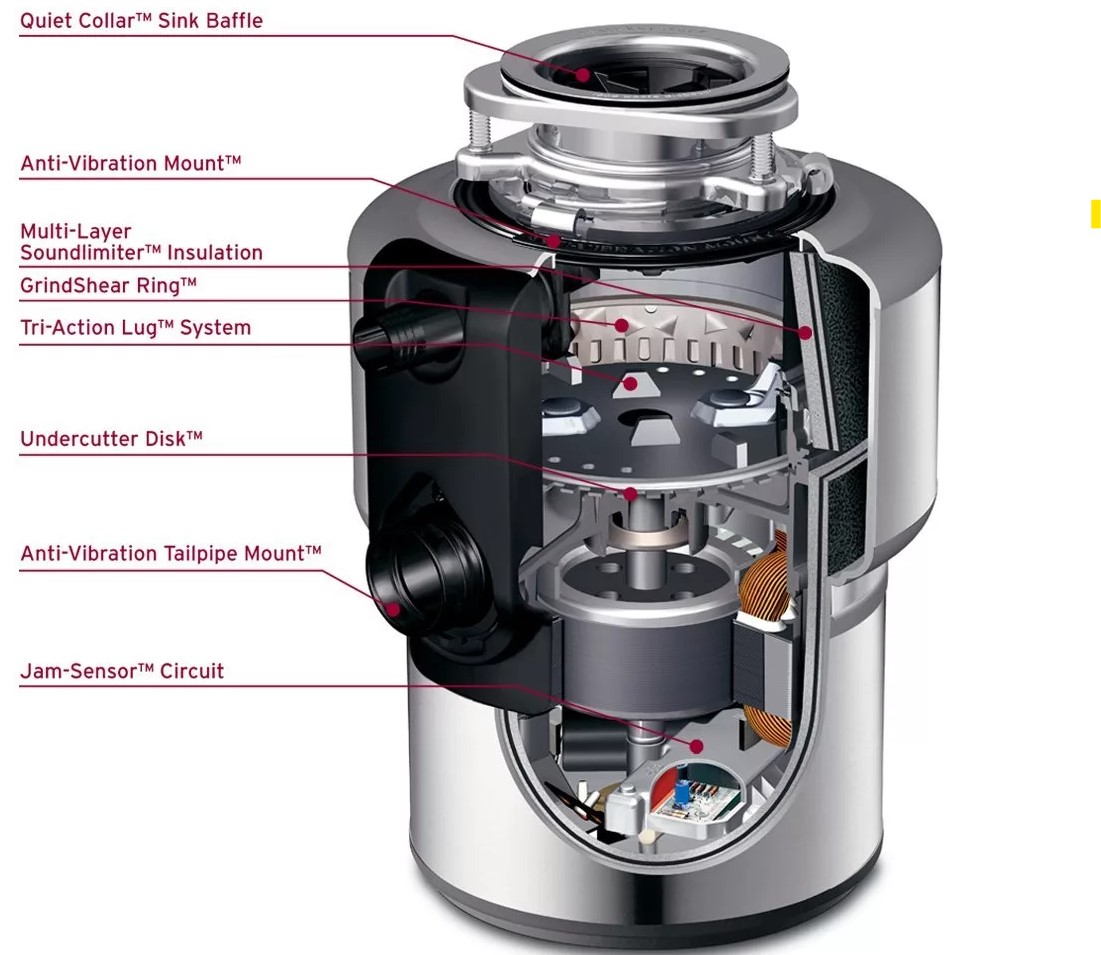 Quiet Collar™ Sink Baffle
Anti-Vibration Mount™
Multi-Layer
Soundlimiter™ Insulation
GrindShear Ring™
Tri-Action Lug™ System
Undercutter Disk™
Anti-Vibration Tailpipe Mount™
Jam-Sensor™ Circuit